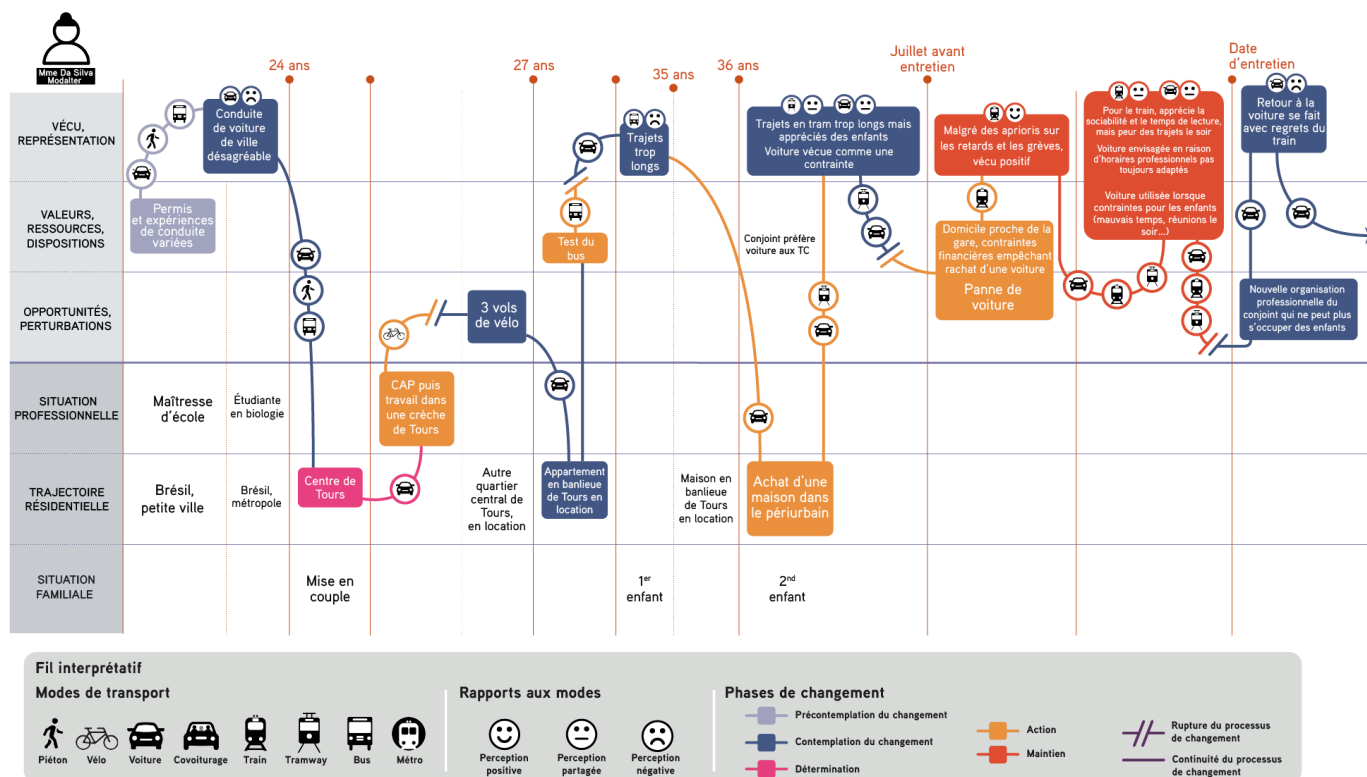 Mme Da Silva
Modalter
24 ans
27 ans
35 ans
36 ans
Juillet avant
entretien
Date
d'entretien
VÉCU,
REPRÉSENTATION
Conduite
de voiture
de ville
désagréable
Trajets
trop
longs
Trajets en tram trop longs mais
appréciés des enfants
Voiture vécue comme une
contrainte
Malgré des aprioris sur
les retards et les grèves,
vécu positif
Pour le train, apprécie la
sociabilité et le temps de lecture,
mais peur des trajets le soir
Voiture envisagée en raison
d'horaires professionnels pas
toujours adaptés
Voiture utilisée lorsque
contraintes pour les enfants
(mauvais temps, réunions le
soir...)
Retour à la
voiture se fait
avec regrets du
train
VALEURS,
RESSOURCES,
DISPOSITIONS
Permis
et expériences
de conduite
variées
Test du
bus
Conjoint préfère
voiture aux TC
Domicile proche de la
gare, contraintes
financières empêchant
rachat d'une voiture
Panne de
voiture
OPPORTUNITÉS,
PERTURBATIONS
3 vols
de vélo
Nouvelle organisation
professionnelle du
conjoint qui ne peut plus
s'occuper des enfants
SITUATION
PROFESSIONNELLE
Maîtresse
d'école
Étudiante
en biologie
CAP puis
travail dans
une crèche
de Tours
TRAJECTOIRE
RÉSIDENTIELLE
Brésil,
petite ville
Brésil,
métropole
Centre de
Tours
Autre
quartier
central de
Tours,
en location
Appartement
en banlieue
de Tours en
location
Maison en
banlieue
de Tours
en location
Achat d'une
maison dans
le périurbain
SITUATION
FAMILIALE
Mise en
couple
1er
enfant
2nd
enfant
Fil interprétatif
Modes de transport
Piéton
Vélo
Voiture
Covoiturage
Train
Tramway
Bus
Métro
Rapports aux modes
Perception
positive
Perception
partagée
Perception
négative
Phases de changement
Précontemplation du changement
Contemplation du changement
Détermination
Action
Maintien
Rupture du processus
de changement
Continuité du processus
de changement